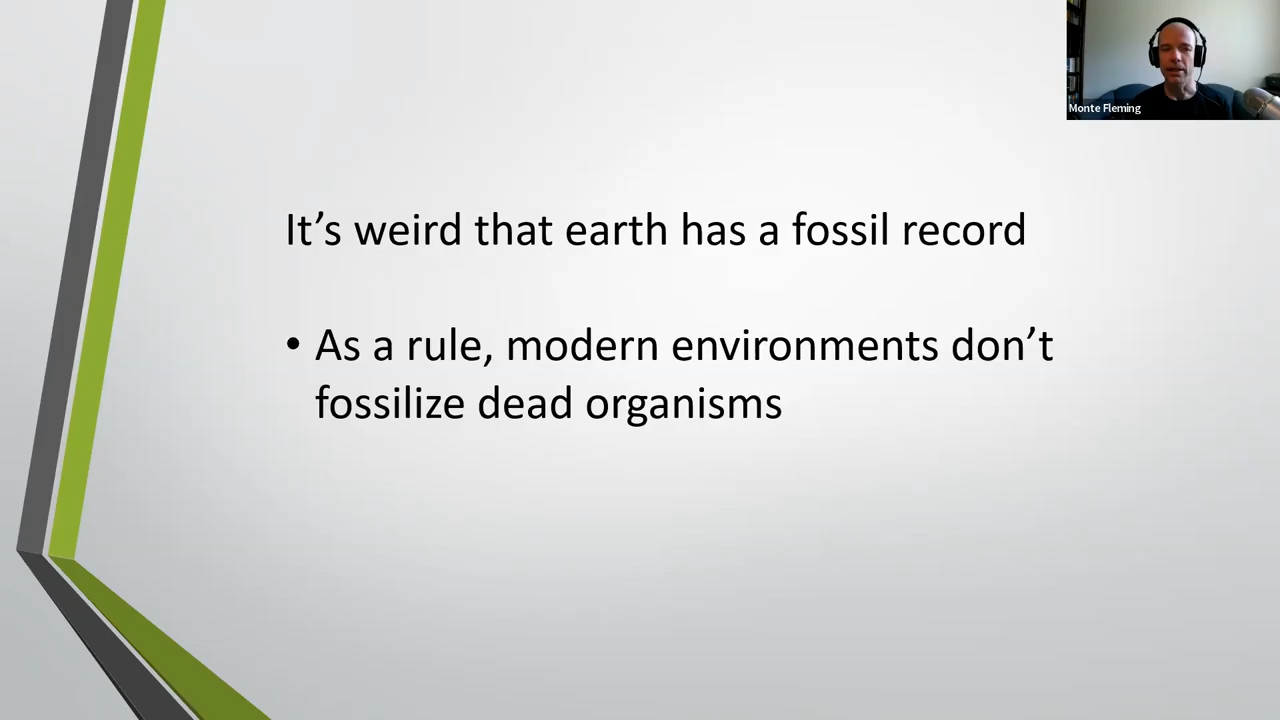 Monte Fleming
It’s weird that earth has a fossil record
• As a rule, modern environments don’t
fossilize dead organisms